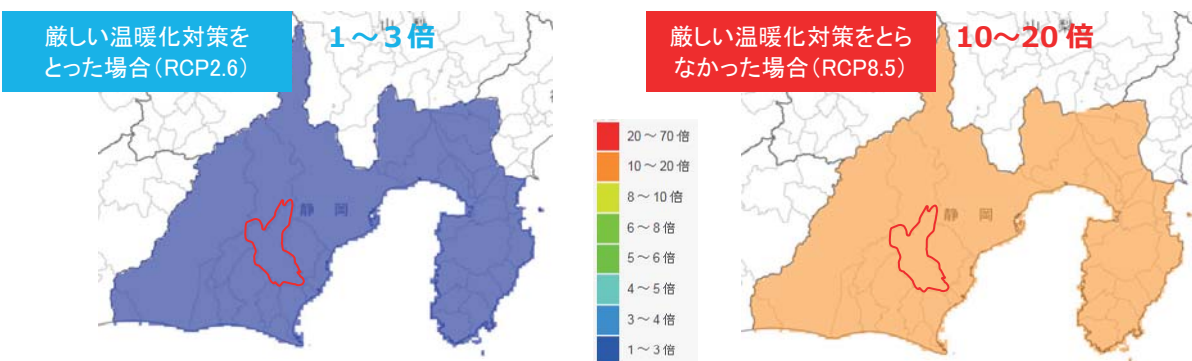 厳しい温暖化対策を
とった場合（RCP2.6）
1～3倍
静 岡
20～70倍
10～20倍
8～10倍
6～8倍
5～6倍
4～5倍
3～4倍
1～3倍
厳しい温暖化対策をとら
なかった場合（RCP8.5）
10～20倍
静 岡